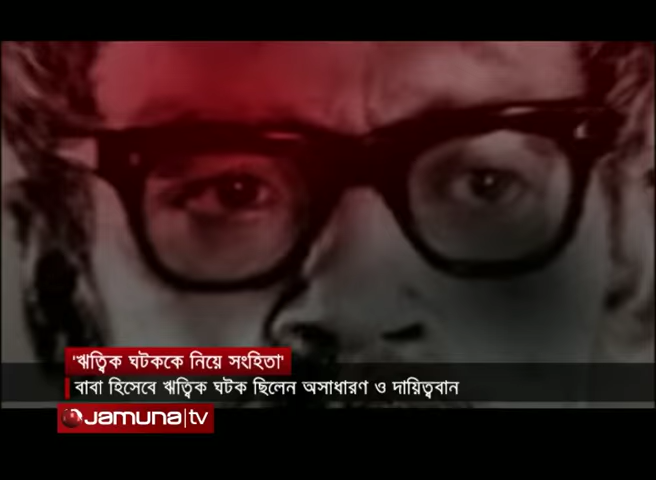 'ঋত্বিক ঘটককে নিয়ে সংহিতা'
বাবা হিসেবে ঋত্বিক ঘটক ছিলেন অসাধারণ ও দায়িত্ববান
Jamuna|tv